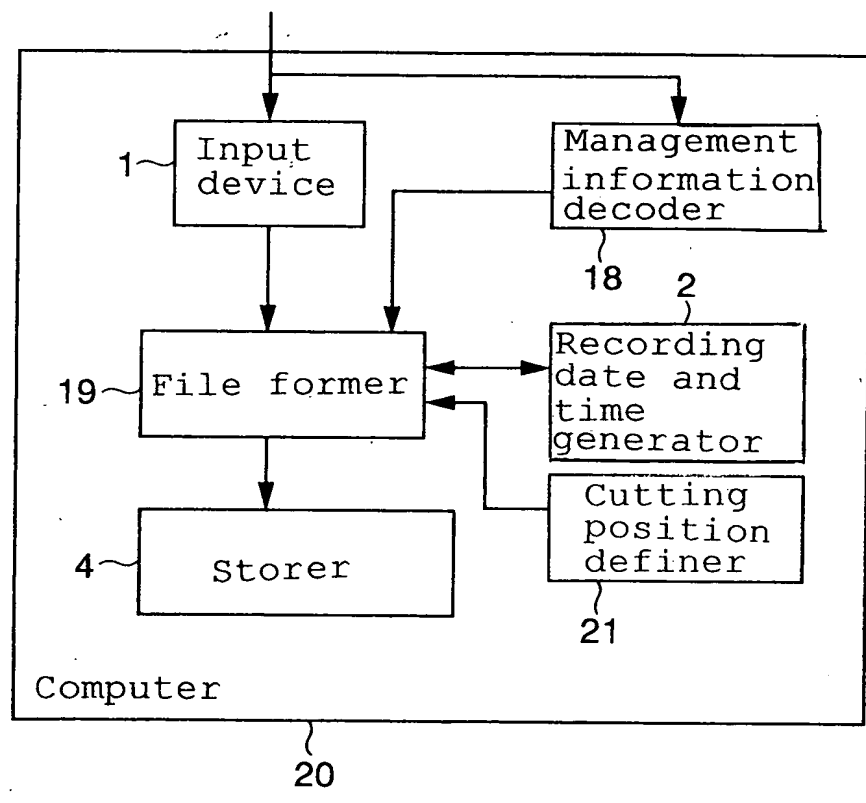 1
Input
device
Management
information
decoder
18
2
19
File former
Recording
date and
time
generator
4
Storer
Cutting
position
definer
21
Computer
20